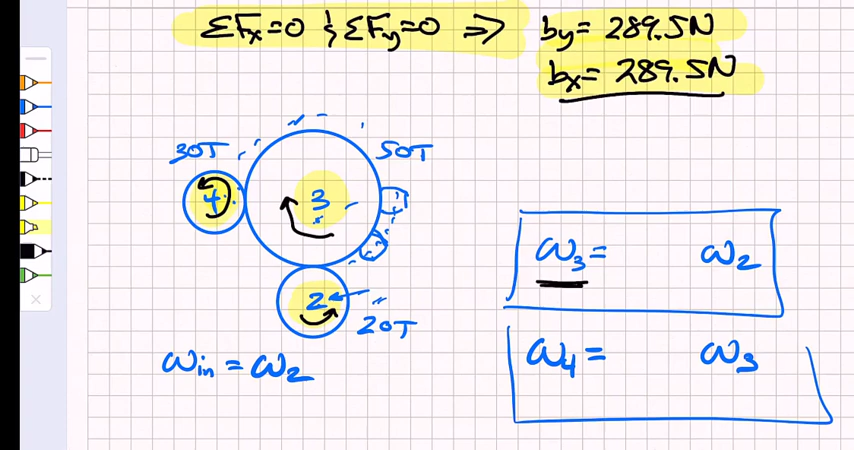 ΣFx=0 & ΣFy=0 => by= 289.5N
bx= 289.5N
30T
50T
4
3
2
20T
ω3= ω2
ω4= ω3
ωin = ω2